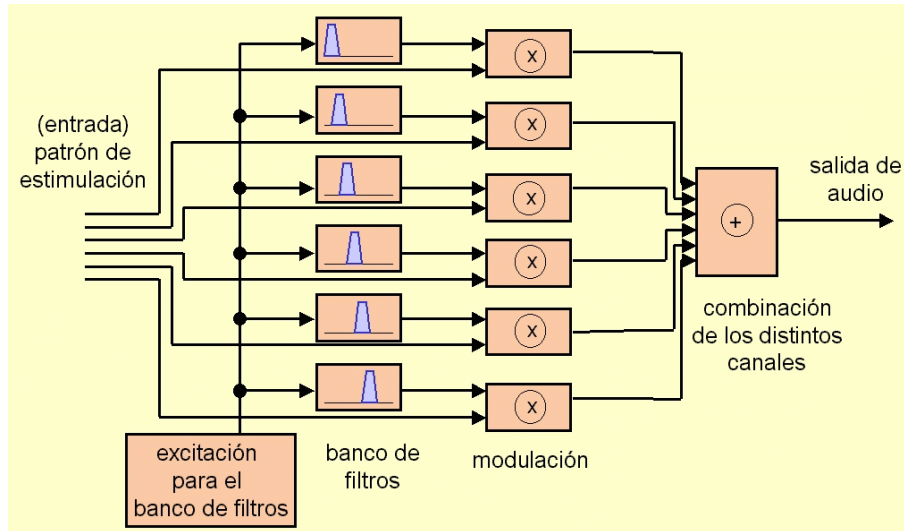 (entrada)
patrón de
estimulación
x
x
x
x
x
x
+
salida de
audio
combinación
de los distintos
canales
excitación
para el
banco de filtros
banco de
filtros
modulación